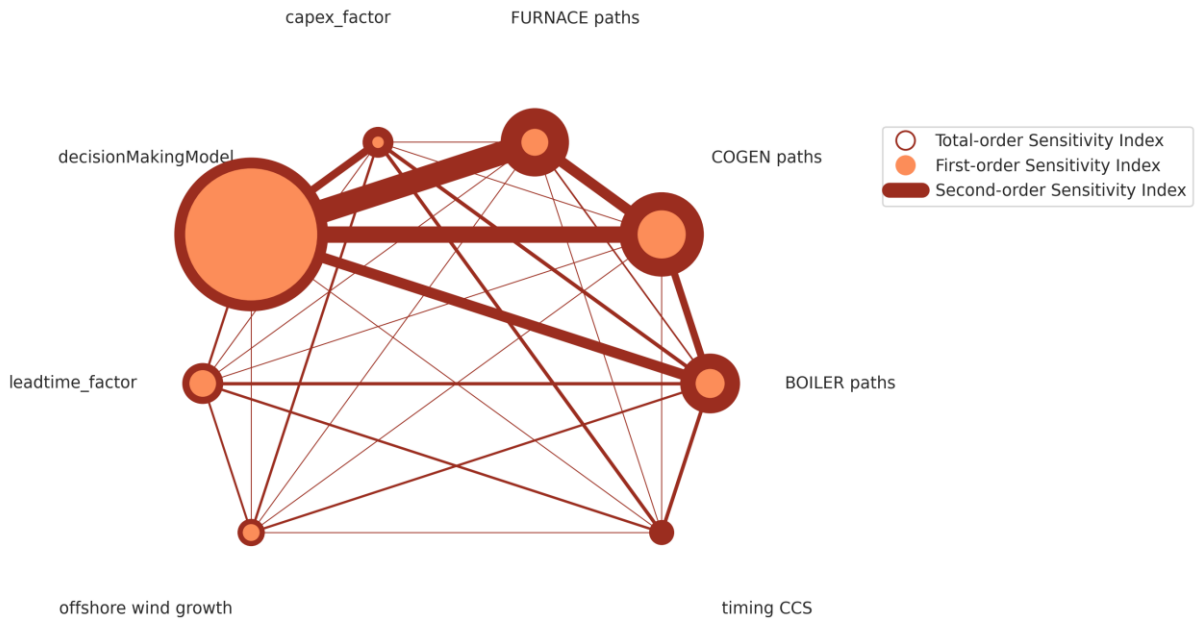 capex_factor
FURNACE paths
decisionMakingModel
COGEN paths
Total-order Sensitivity Index
First-order Sensitivity Index
Second-order Sensitivity Index
leadtime_factor
BOILER paths
offshore wind growth
timing CCS